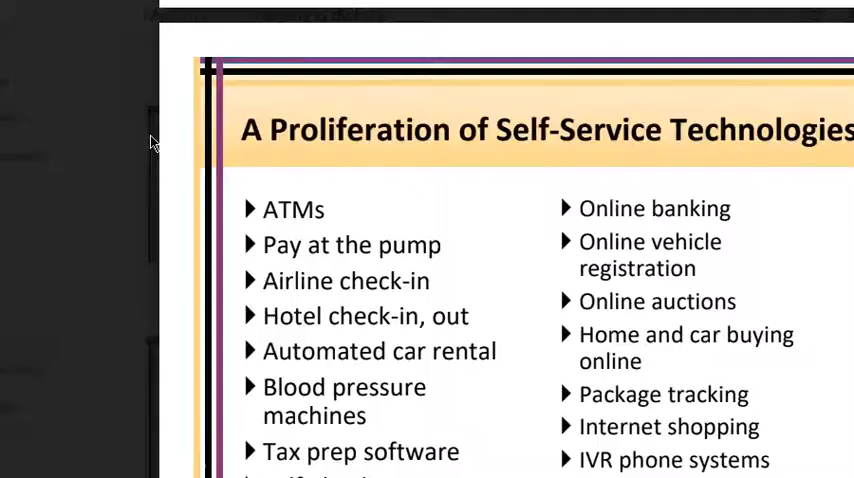 A Proliferation of Self-Service Technologies
ATMs
Pay at the pump
Airline check-in
Hotel check-in, out
Automated car rental
Blood pressure
machines
Tax prep software
Online banking
Online vehicle
registration
Online auctions
Home and car buying
online
Package tracking
Internet shopping
IVR phone systems